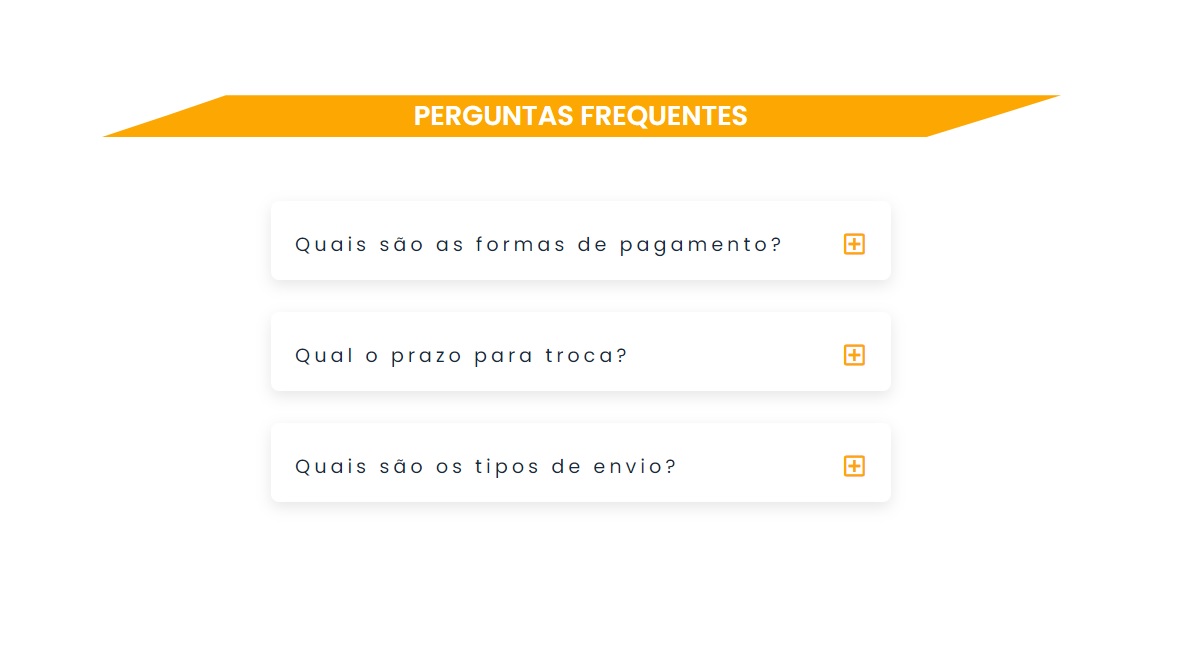 PERGUNTAS FREQUENTES
Quais são as formas de pagamento?
Qual o prazo para troca?
Quais são os tipos de envio?